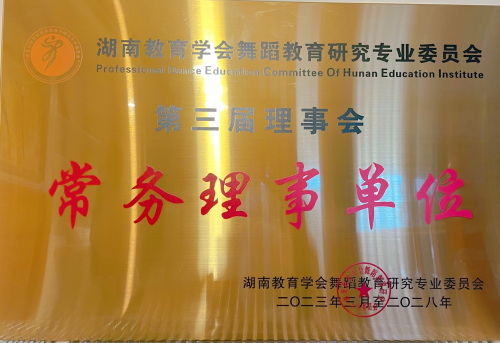 湖南教育学会舞蹈教育研究专业委员会
Professional Dance Education Committee Of Hunan Education Institute
第三届理事会
常务理事单位
湖南教育学会舞蹈教育研究专业委员会
二〇二三年三月至二〇二八年